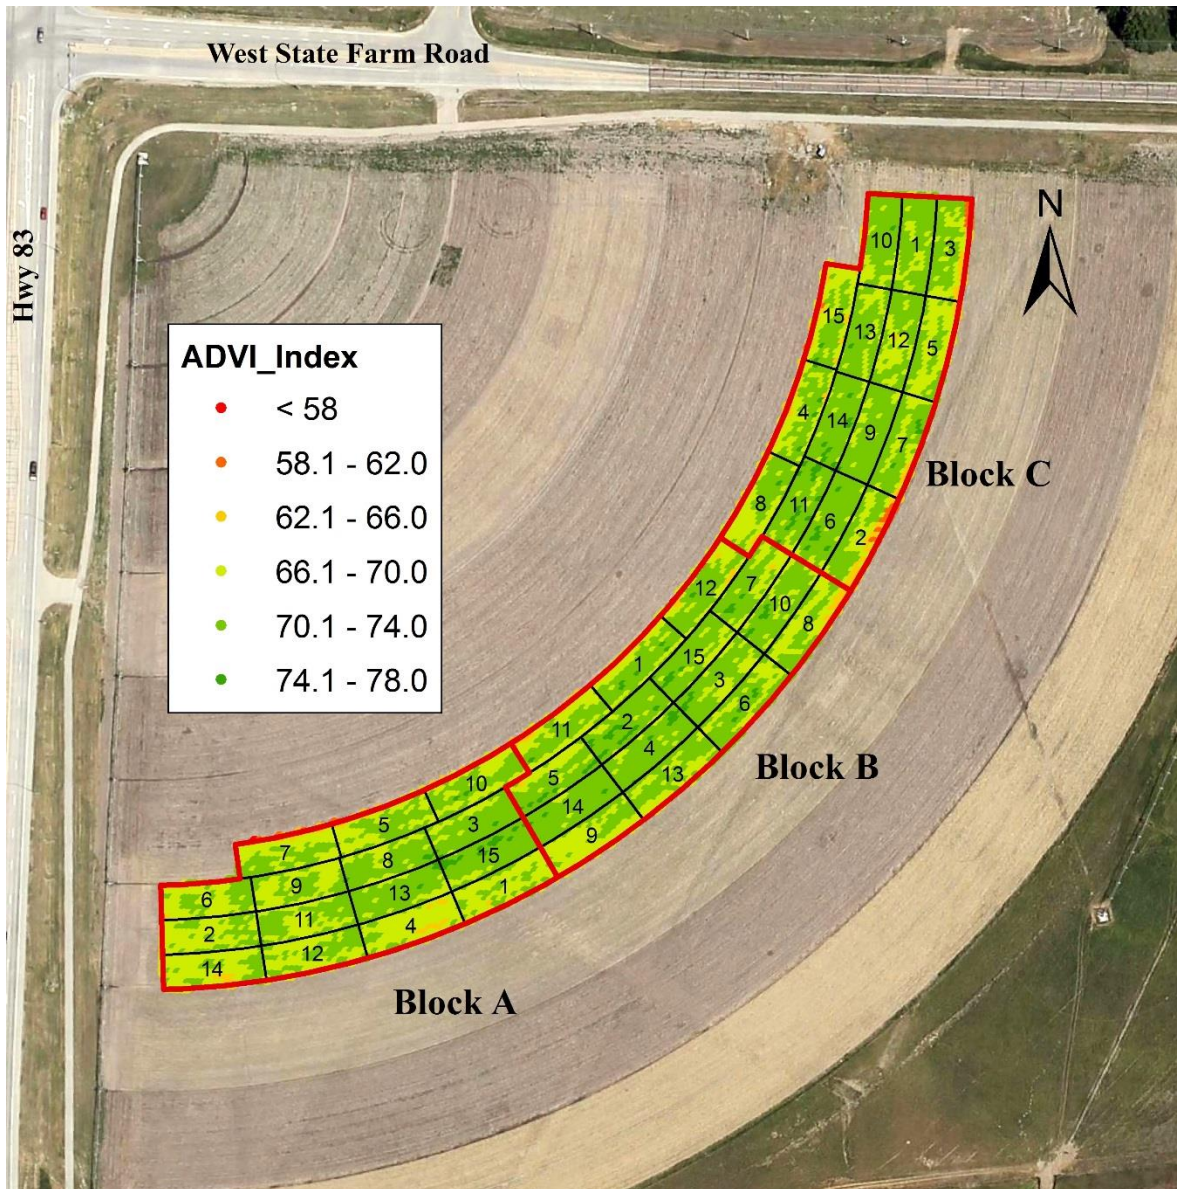 West State Farm Road
Hwy 83
N
ADVI_Index
< 58
58.1 - 62.0
62.1 - 66.0
66.1 - 70.0
70.1 - 74.0
74.1 - 78.0
10 1 3
15 13 12 5
4 14 9 7
Block C
8 11 6 2
12 7 10 8
1 15 3 6
11 2 4 13
Block B
5 14 9
10 3 15 1
5 8 13 4
7 9 11 12
6 2 14
Block A